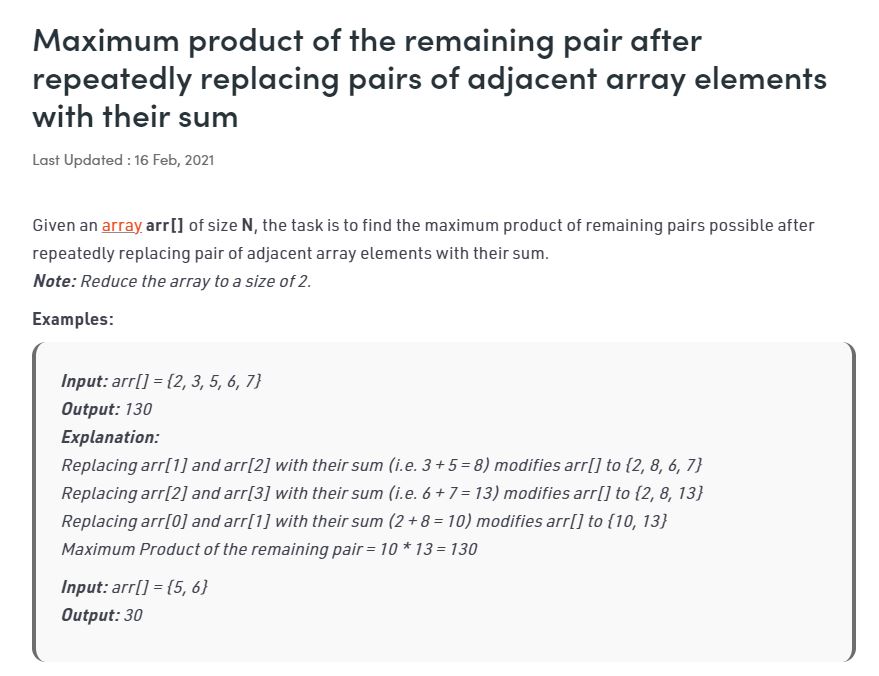 Maximum product of the remaining pair after
repeatedly replacing pairs of adjacent array elements
with their sum
Last Updated : 16 Feb, 2021
Given an array arr[] of size N, the task is to find the maximum product of remaining pairs possible after
repeatedly replacing pair of adjacent array elements with their sum.
Note: Reduce the array to a size of 2.
Examples:
Input: arr[] = {2, 3, 5, 6, 7}
Output: 130
Explanation:
Replacing arr[1] and arr[2] with their sum (i.e. 3 + 5 = 8) modifies arr[] to {2, 8, 6, 7}
Replacing arr[2] and arr[3] with their sum (i.e. 6 + 7 = 13) modifies arr[] to {2, 8, 13}
Replacing arr[0] and arr[1] with their sum (2 + 8 = 10) modifies arr[] to {10, 13}
Maximum Product of the remaining pair = 10 * 13 = 130
Input: arr[] = {5, 6}
Output: 30